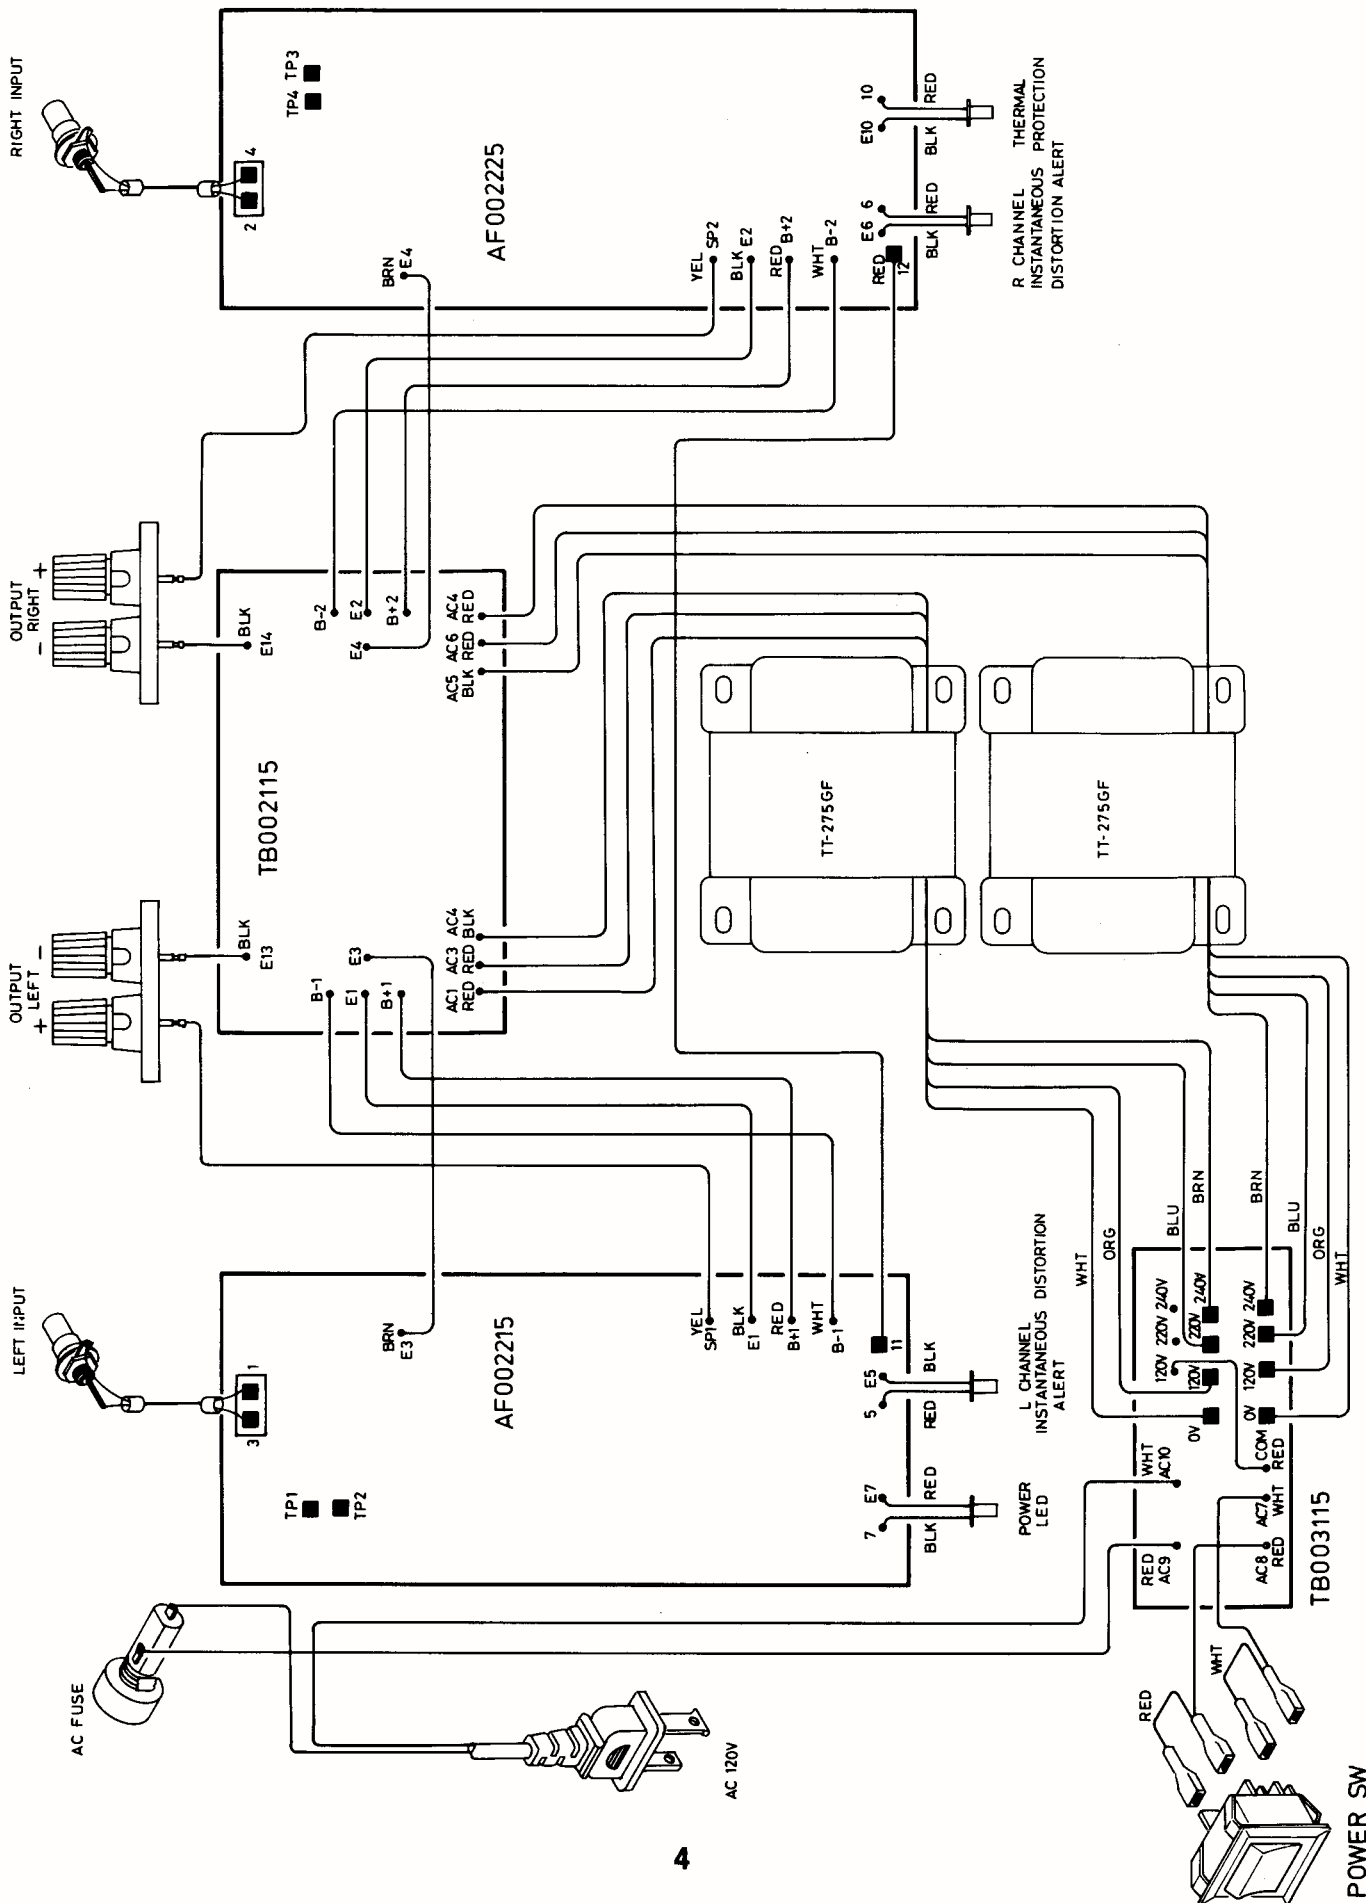 RIGHT INPUT
TP4 TP3
2
4
AF002225
BRN
E4
YEL
SP2
BLK
E2
RED
B+2
WHT
B-2
RED
12
E6
6
BLK
RED
E10
10
BLK
RED
R CHANNEL
INSTANTANEOUS
DISTORTION ALERT
THERMAL
PROTECTION
OUTPUT
RIGHT
-
+
BLK
E14
B-2
E2
B+2
E4
AC5
BLK
AC6
RED
AC4
RED
TB002115
OUTPUT
LEFT
+
-
BLK
E13
B-1
E1
B+1
E3
AC1
RED
AC3
RED
AC4
BLK
TT-275GF
TT-275GF
LEFT INPUT
3
1
TP1
TP2
AF002215
BRN
E3
YEL
SP1
BLK
E1
RED
B+1
WHT
B-1
11
7
E7
BLK
RED
5
E5
RED
BLK
POWER
LED
L CHANNEL
INSTANTANEOUS DISTORTION
ALERT
WHT
ORG
BLU
BRN
BRN
BLU
ORG
WHT
120V 220V 240V
0V 120V 220V 240V
0V 120V 220V 240V
RED
AC9
WHT
AC10
AC8
RED
AC7
WHT
COM
RED
TB003115
AC FUSE
AC 120V
RED
WHT
POWER SW
4